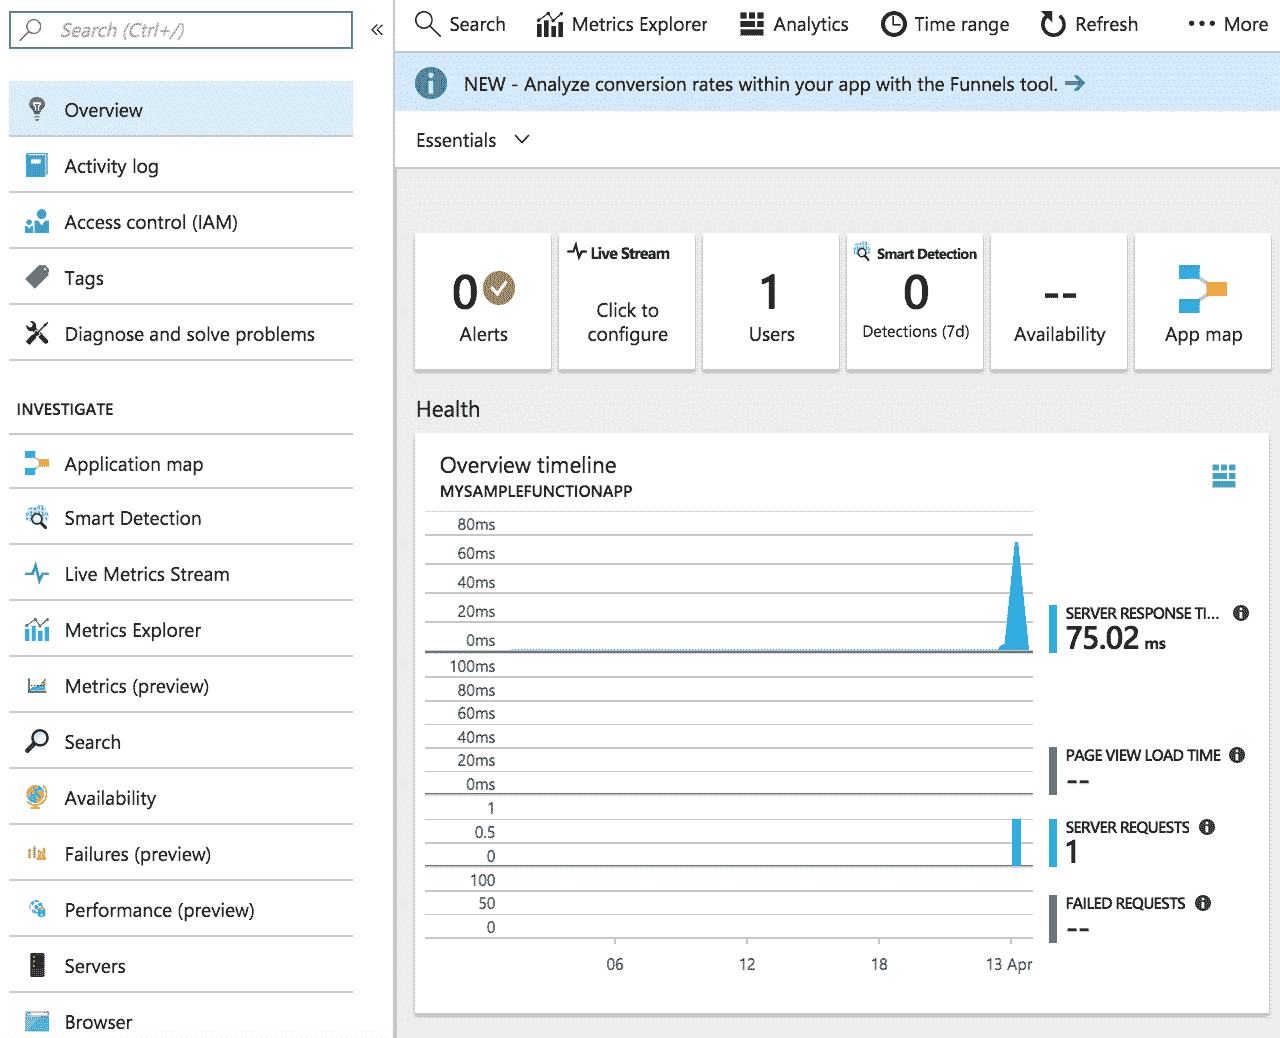 Search (Ctrl+/)
«
Overview
Activity log
Access control (IAM)
Tags
Diagnose and solve problems
INVESTIGATE
Application map
Smart Detection
Live Metrics Stream
Metrics Explorer
Metrics (preview)
Search
Availability
Failures (preview)
Performance (preview)
Servers
Browser
Search
Metrics Explorer
Analytics
Time range
Refresh
More
NEW - Analyze conversion rates within your app with the Funnels tool.
Essentials
0
Alerts
Live Stream
Click to
configure
1
Users
Smart Detection
0
Detections (7d)
--
Availability
App map
Health
Overview timeline
MYSAMPLEFUNCTIONAPP
80ms
60ms
40ms
20ms
0ms
SERVER RESPONSE TI...
75.02 ms
100ms
80ms
60ms
40ms
20ms
0ms
PAGE VIEW LOAD TIME
--
1
0.5
0
SERVER REQUESTS
1
100
50
0
FAILED REQUESTS
--
06
12
18
13 Apr